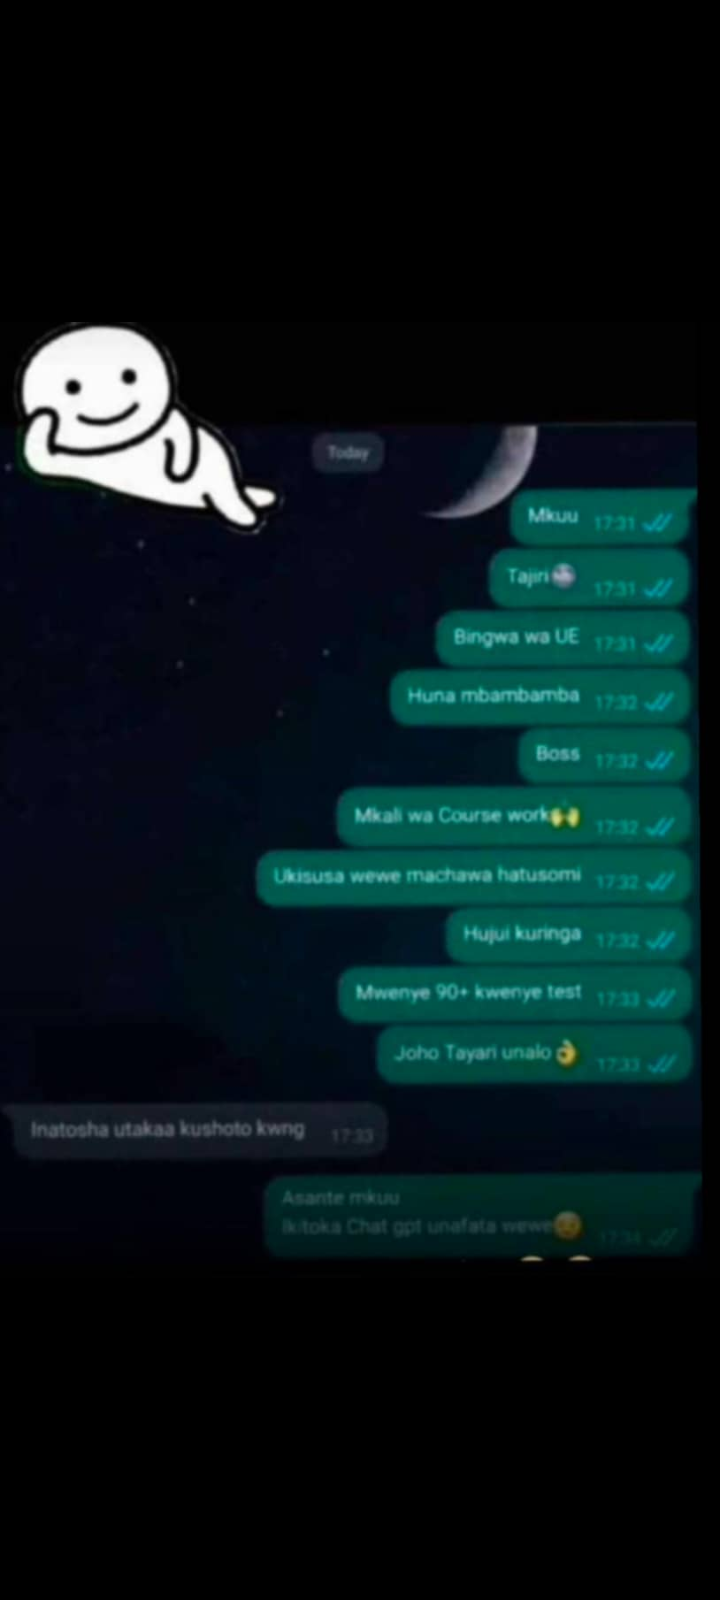 Today
Mkuu 17:31
Tajiri 17:31
Bingwa wa UE 17:31
Huna mbambamba 17:32
Boss 17:32
Mkali wa Course work🙌 17:32
Ukisusa wewe machawa hatusomi 17:32
Hujui kuringa 17:32
Mwenye 90+ kwenye test 17:33
Joho Tayari unalo👌 17:33
Inatosha utakaa kushoto kwng 17:33
Asante mkuu
Ikitoka Chat gpt unafata wewe 17:34